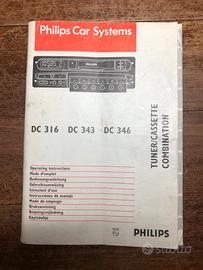 Philips Car Systems
PHILIPS
DC 316 DC 343 DC 346
TUNER/CASSETTE
COMBINATION
Operating instructions
Mode d'emploi
Bedienungsanleitung
Gebruiksaanwijzing
Istruzioni d'uso
Instrucciones de manejo
Modo de emprego
Bruksanvisning
Betjeningsvejledning
Käyttöohje
PHILIPS
subito